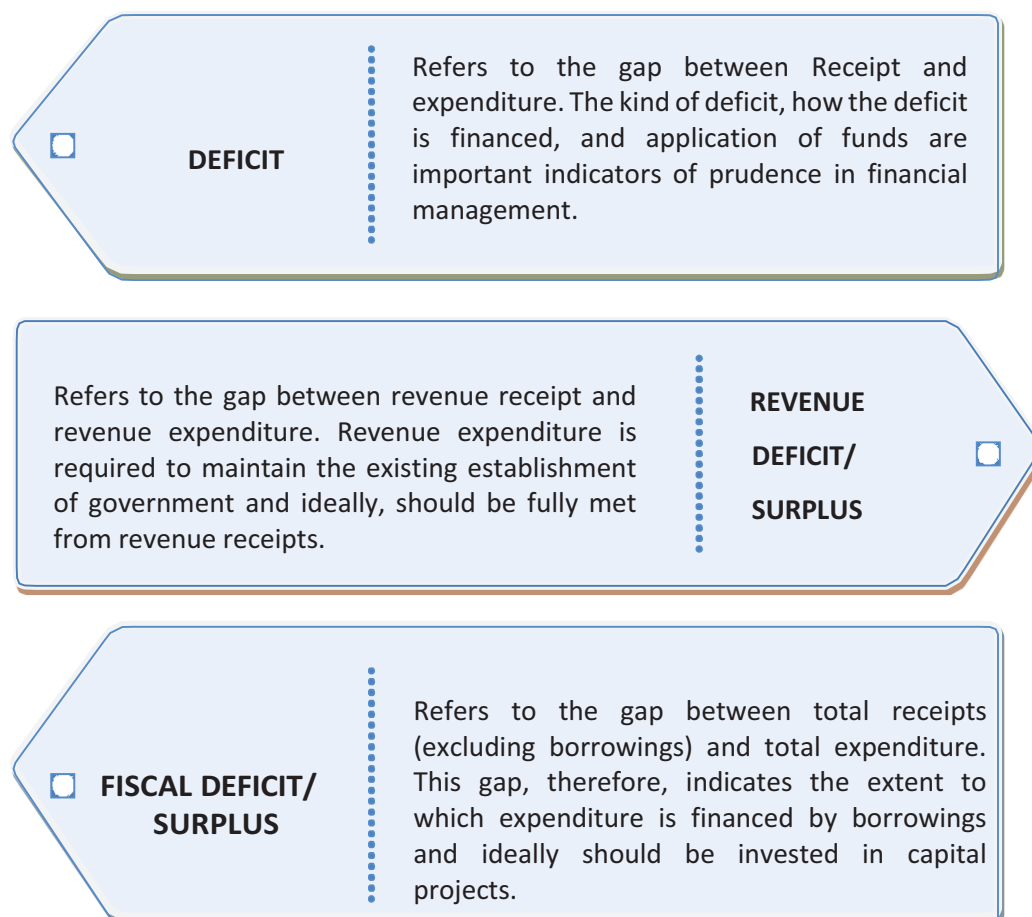 DEFICIT
Refers to the gap between Receipt and
expenditure. The kind of deficit, how the deficit
is financed, and application of funds are
important indicators of prudence in financial
management.
Refers to the gap between revenue receipt and
revenue expenditure. Revenue expenditure is
required to maintain the existing establishment
of government and ideally, should be fully met
from revenue receipts.
REVENUE
DEFICIT/
SURPLUS
FISCAL DEFICIT/
SURPLUS
Refers to the gap between total receipts
(excluding borrowings) and total expenditure.
This gap, therefore, indicates the extent to
which expenditure is financed by borrowings
and ideally should be invested in capital
projects.